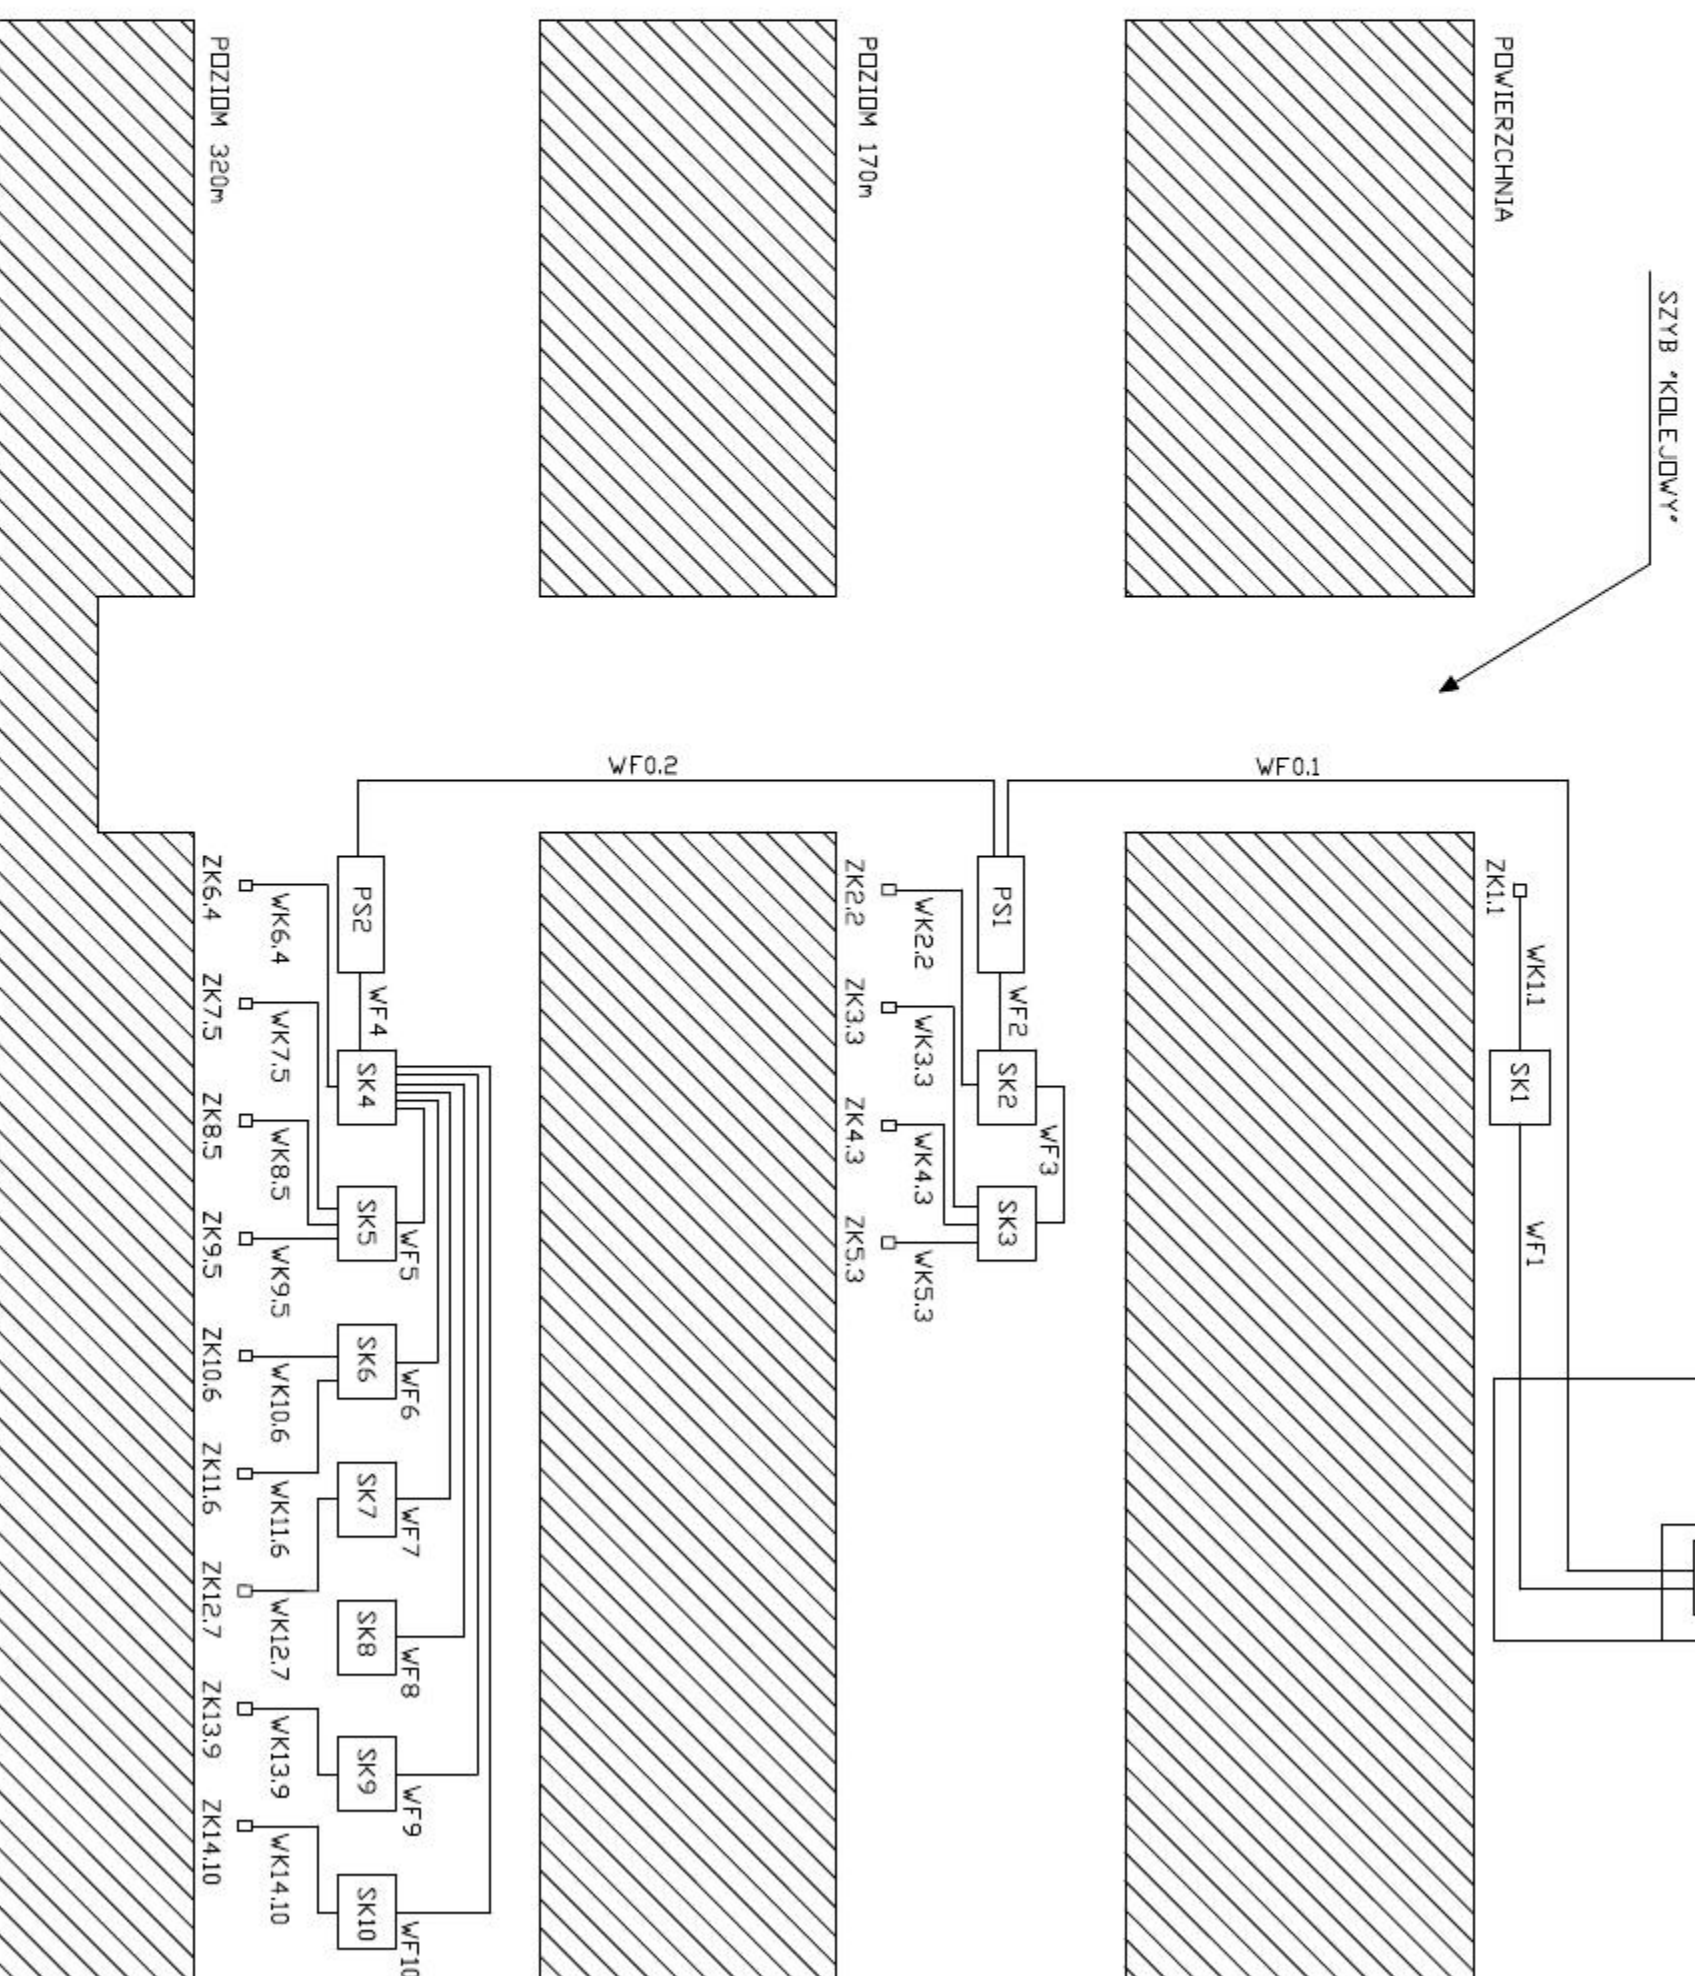 SZYB "KOLEJOWY"
POWIERZCHNIA
ZK1.1
WK1.1
SK1
WF1
WF0.1
POZIOM 170m
PS1
WF2
SK2
WF3
SK3
WK2.2
WK3.3
WK4.3
WK5.3
ZK2.2
ZK3.3
ZK4.3
ZK5.3
WF0.2
POZIOM 320m
PS2
WF4
SK4
SK5
SK6
SK7
SK8
SK9
SK10
WF5
WF6
WF7
WF8
WF9
WF10
WK6.4
WK7.5
WK8.5
WK9.5
WK10.6
WK11.6
WK12.7
WK13.9
WK14.10
ZK6.4
ZK7.5
ZK8.5
ZK9.5
ZK10.6
ZK11.6
ZK12.7
ZK13.9
ZK14.10